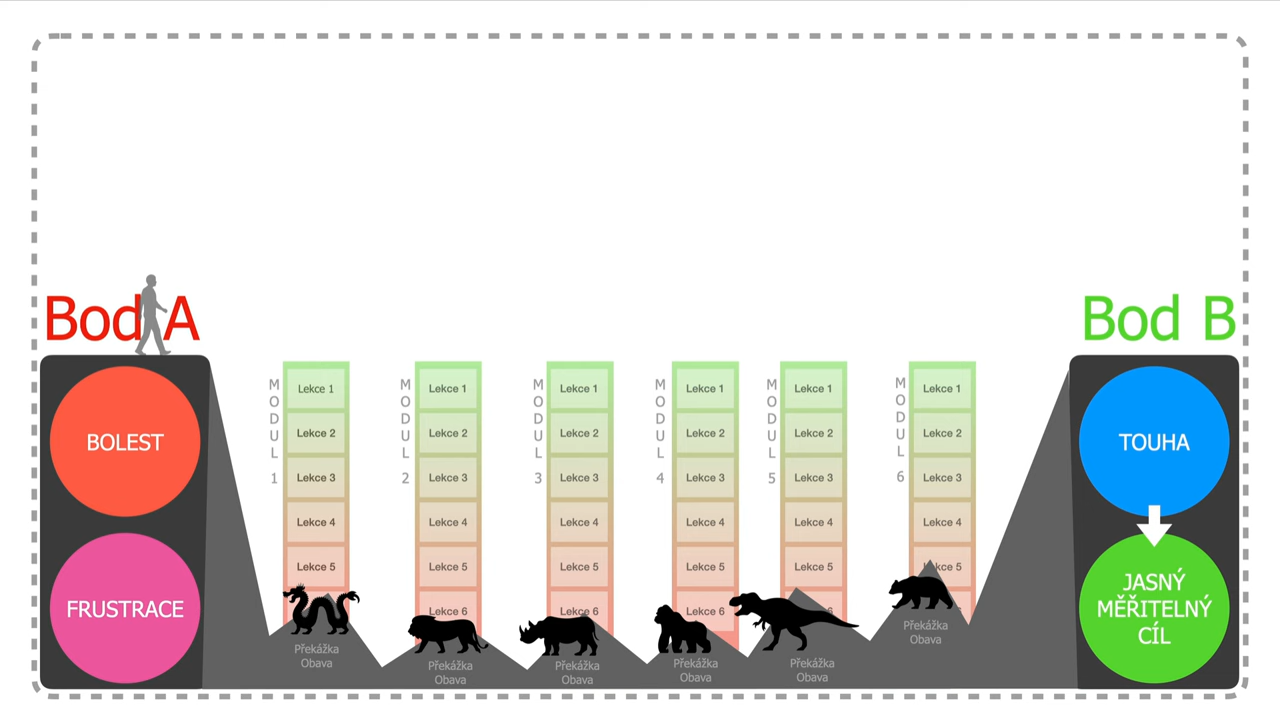 Bod A
BOLEST
FRUSTRACE
MODUL 1
Lekce 1
Lekce 2
Lekce 3
Lekce 4
Lekce 5
Překážka
Obava
MODUL 2
Lekce 1
Lekce 2
Lekce 3
Lekce 4
Lekce 5
Lekce 6
Překážka
Obava
MODUL 3
Lekce 1
Lekce 2
Lekce 3
Lekce 4
Lekce 5
Lekce 6
Překážka
Obava
MODUL 4
Lekce 1
Lekce 2
Lekce 3
Lekce 4
Lekce 5
Lekce 6
Překážka
Obava
MODUL 5
Lekce 1
Lekce 2
Lekce 3
Lekce 4
Lekce 5
6
Překážka
Obava
MODUL 6
Lekce 1
Lekce 2
Lekce 3
Lekce 4
Lekce 5
Překážka
Obava
Bod B
TOUHA
JASNÝ
MĚŘITELNÝ
CÍL